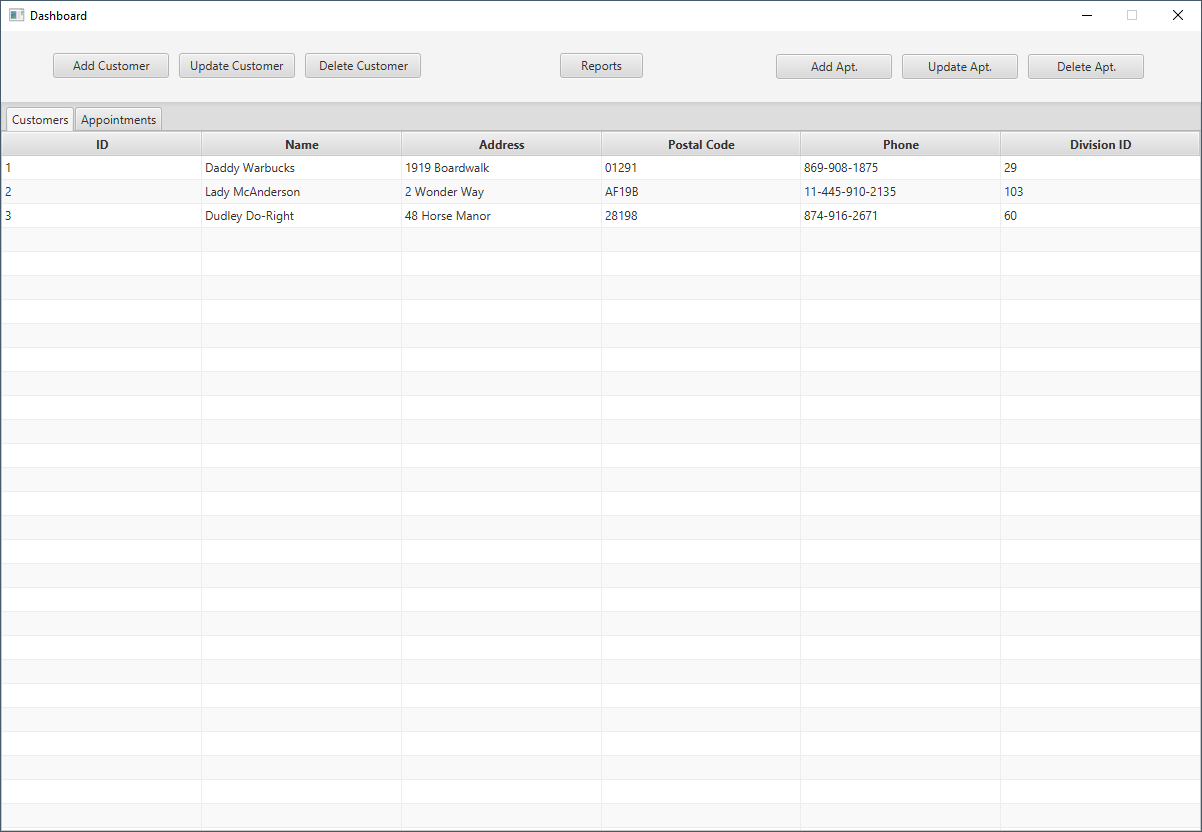 Dashboard
Add Customer Update Customer Delete Customer Reports Add Apt. Update Apt. Delete Apt.
Customers Appointments
ID Name Address Postal Code Phone Division ID
1 Daddy Warbucks 1919 Boardwalk 01291 869-908-1875 29
2 Lady McAnderson 2 Wonder Way AF19B 11-445-910-2135 103
3 Dudley Do-Right 48 Horse Manor 28198 874-916-2671 60